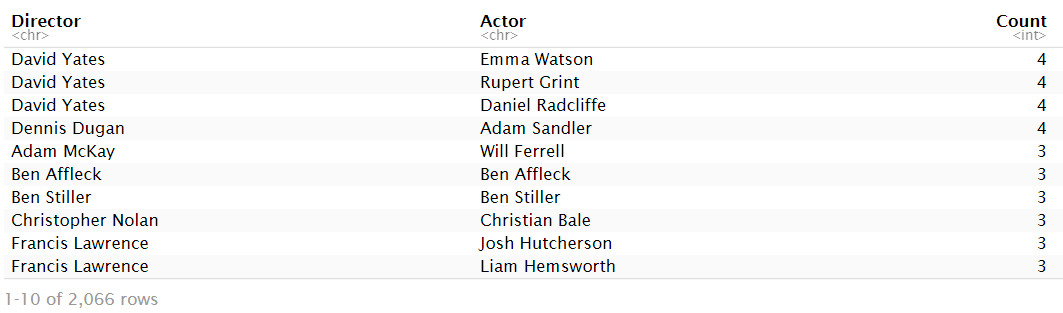 Director Actor Count
<chr> <chr> <int>
David Yates Emma Watson 4
David Yates Rupert Grint 4
David Yates Daniel Radcliffe 4
Dennis Dugan Adam Sandler 4
Adam McKay Will Ferrell 3
Ben Affleck Ben Affleck 3
Ben Stiller Ben Stiller 3
Christopher Nolan Christian Bale 3
Francis Lawrence Josh Hutcherson 3
Francis Lawrence Liam Hemsworth 3
1-10 of 2,066 rows